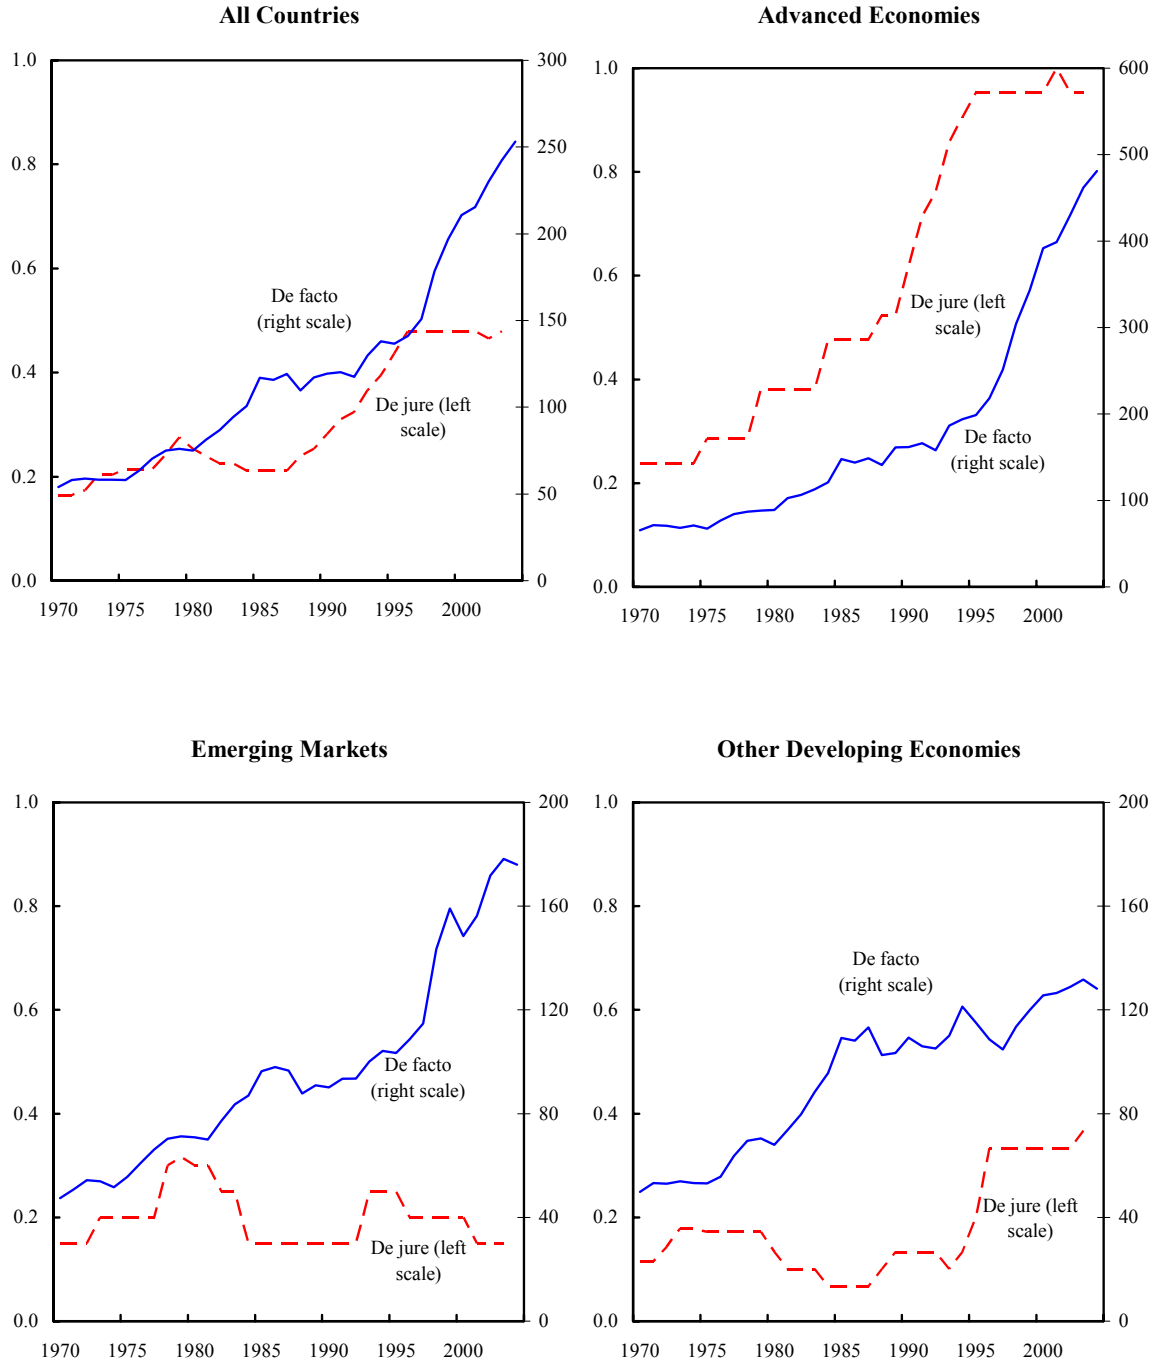 All Countries
1.0
0.8
0.6
0.4
0.2
0.0
300
250
200
150
100
50
0
De facto
(right scale)
De jure (left
scale)
1970 1975 1980 1985 1990 1995 2000
Advanced Economies
1.0
0.8
0.6
0.4
0.2
0.0
600
500
400
300
200
100
0
De jure (left
scale)
De facto
(right scale)
1970 1975 1980 1985 1990 1995 2000
Emerging Markets
1.0
0.8
0.6
0.4
0.2
0.0
200
160
120
80
40
0
De facto
(right scale)
De jure (left
scale)
1970 1975 1980 1985 1990 1995 2000
Other Developing Economies
1.0
0.8
0.6
0.4
0.2
0.0
200
160
120
80
40
0
De facto
(right scale)
De jure (left
scale)
1970 1975 1980 1985 1990 1995 2000